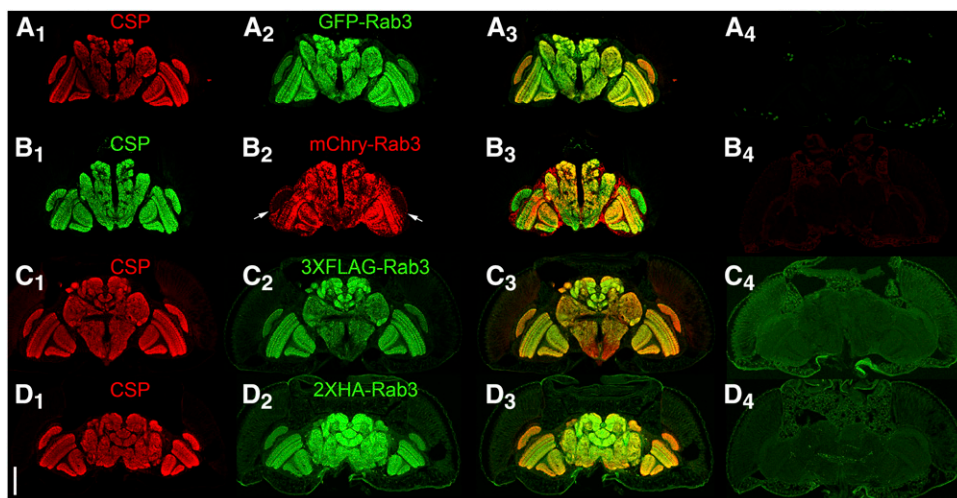 A1 CSP A2 GFP-Rab3 A3 A4
B1 CSP B2 mChry-Rab3 B3 B4
C1 CSP C2 3XFLAG-Rab3 C3 C4
D1 CSP D2 2XHA-Rab3 D3 D4